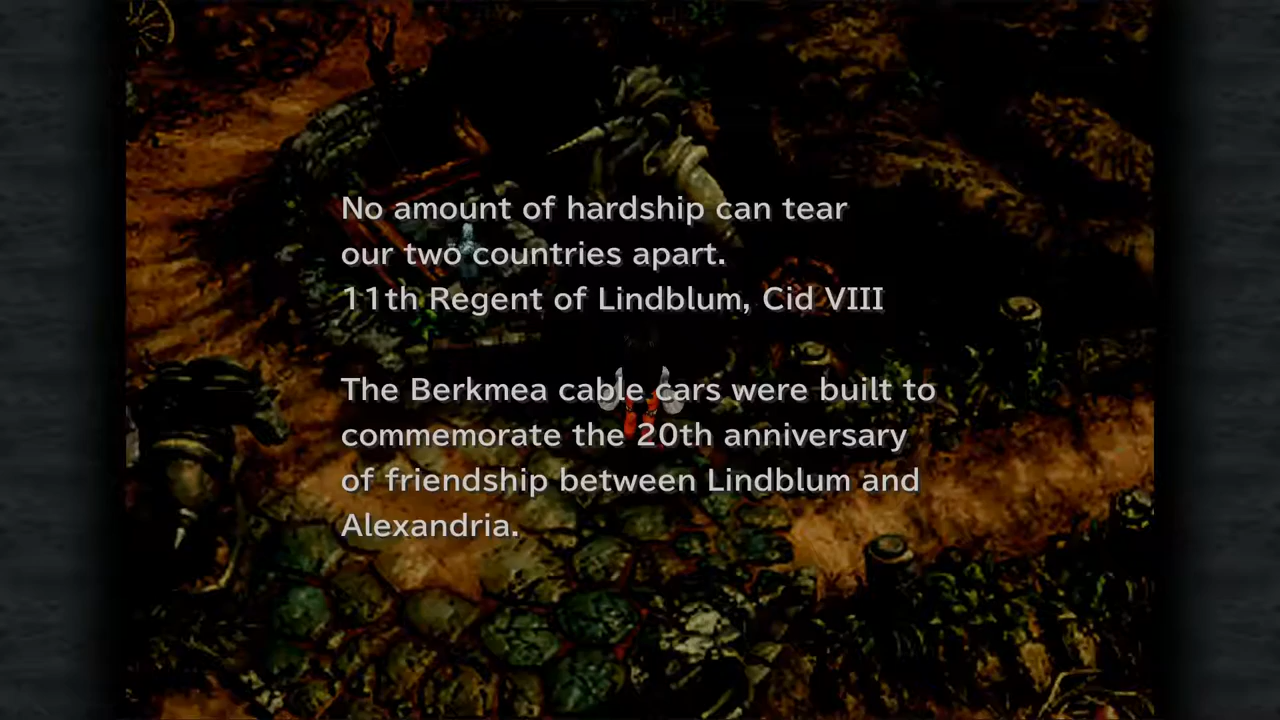 No amount of hardship can tear
our two countries apart.
11th Regent of Lindblum, Cid VIII
The Berkmea cable cars were built to
commemorate the 20th anniversary
of friendship between Lindblum and
Alexandria.